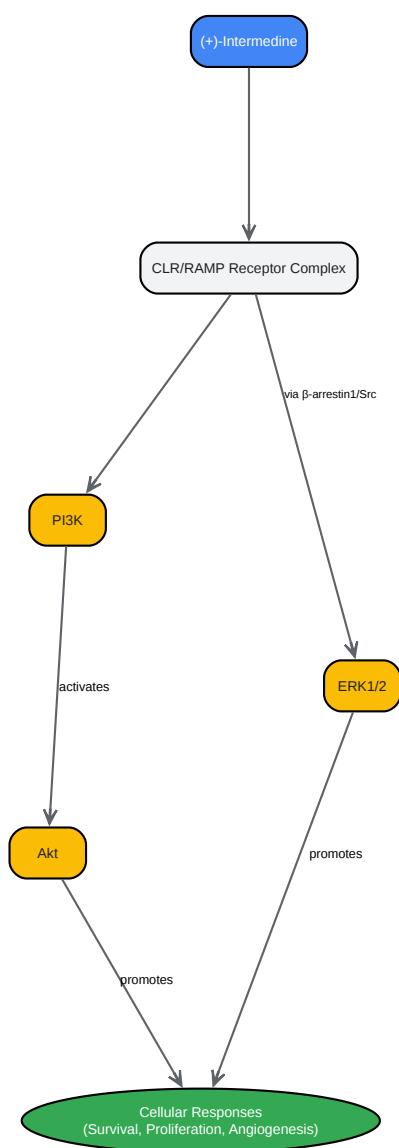 (+)-Intermedine
CLR/RAMP Receptor Complex
via β-arrestin1/Src
PI3K
activates
ERK1/2
Akt
promotes
promotes
Cellular Responses
(Survival, Proliferation, Angiogenesis)